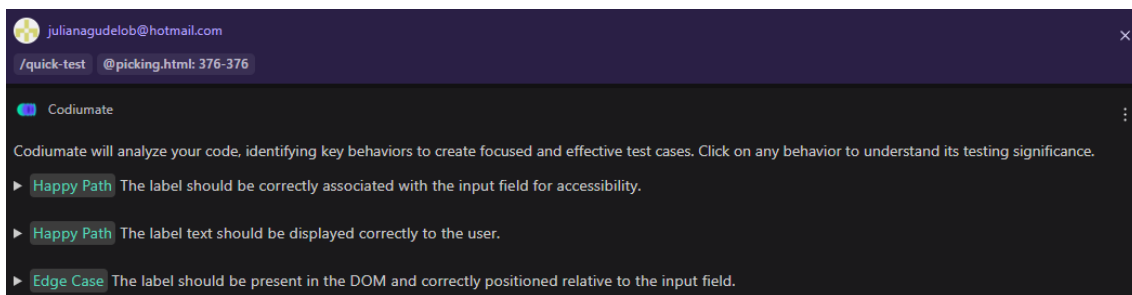 julianagudelob@hotmail.com
/quick-test @picking.html: 376-376
Codiumate
Codiumate will analyze your code, identifying key behaviors to create focused and effective test cases. Click on any behavior to understand its testing significance.
Happy Path The label should be correctly associated with the input field for accessibility.
Happy Path The label text should be displayed correctly to the user.
Edge Case The label should be present in the DOM and correctly positioned relative to the input field.